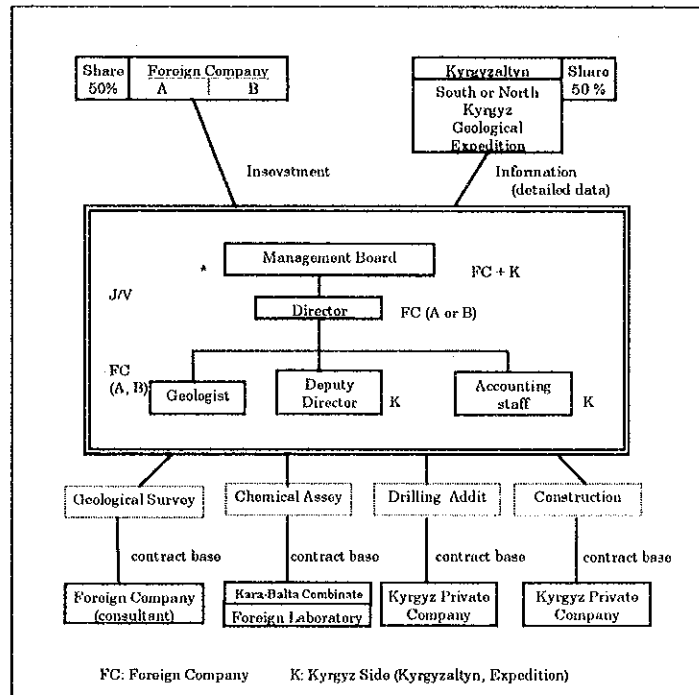 Share Foreign Company
50% A B
Kyrgyzaltyn Share
South or North 50 %
Kyrgyz
Geological
Expedition
Insevstment
Information
(detailed data)
Management Board
*
FC + K
J/V
Director
FC (A or B)
FC
(A, B)
Geologist
Deputy
Director
K
Accounting
staff
K
Geological Survey
Chemical Assey
Drilling Addit
Construction
contract base
contract base
contract base
contract base
Foreign Company
(consultant)
Kara-Balta Combinate
Foreign Laboratory
Kyrgyz Private
Company
Kyrgyz Private
Company
FC: Foreign Company K: Kyrgyz Side (Kyrgyzaltyn, Expedition)